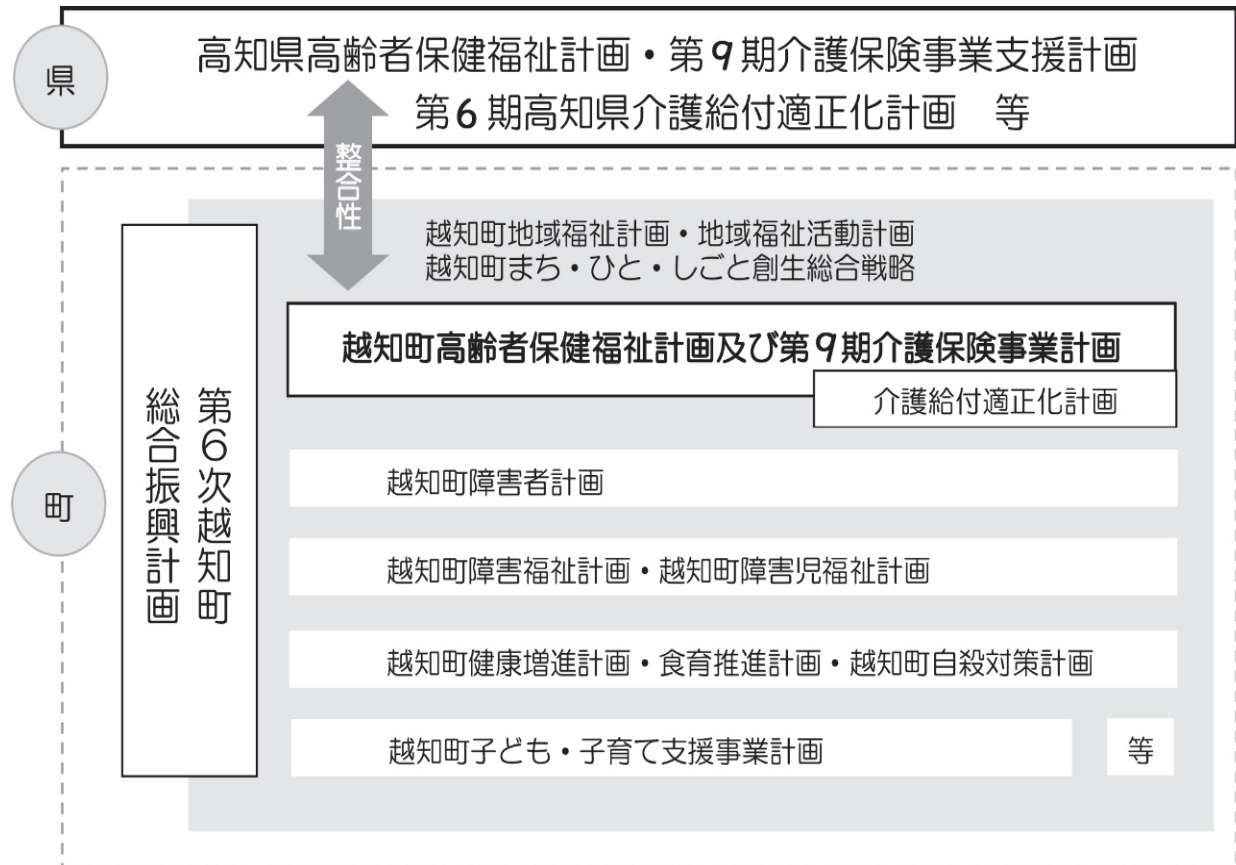 県
高知県高齢者保健福祉計画・第9期介護保険事業支援計画
第6期高知県介護給付適正化計画　等
整合性
町
第6次越知町
総合振興計画
越知町地域福祉計画・地域福祉活動計画
越知町まち・ひと・しごと創生総合戦略
越知町高齢者保健福祉計画及び第9期介護保険事業計画
介護給付適正化計画
越知町障害者計画
越知町障害福祉計画・越知町障害児福祉計画
越知町健康増進計画・食育推進計画・越知町自殺対策計画
越知町子ども・子育て支援事業計画
等